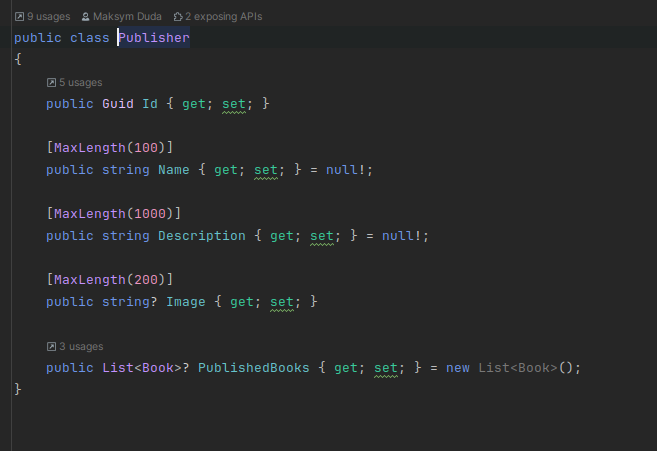 9 usages Maksym Duda 2 exposing APIs
public class Publisher
{
5 usages
public Guid Id { get; set; }
[MaxLength(100)]
public string Name { get; set; } = null!;
[MaxLength(1000)]
public string Description { get; set; } = null!;
[MaxLength(200)]
public string? Image { get; set; }
3 usages
public List<Book>? PublishedBooks { get; set; } = new List<Book>();
}